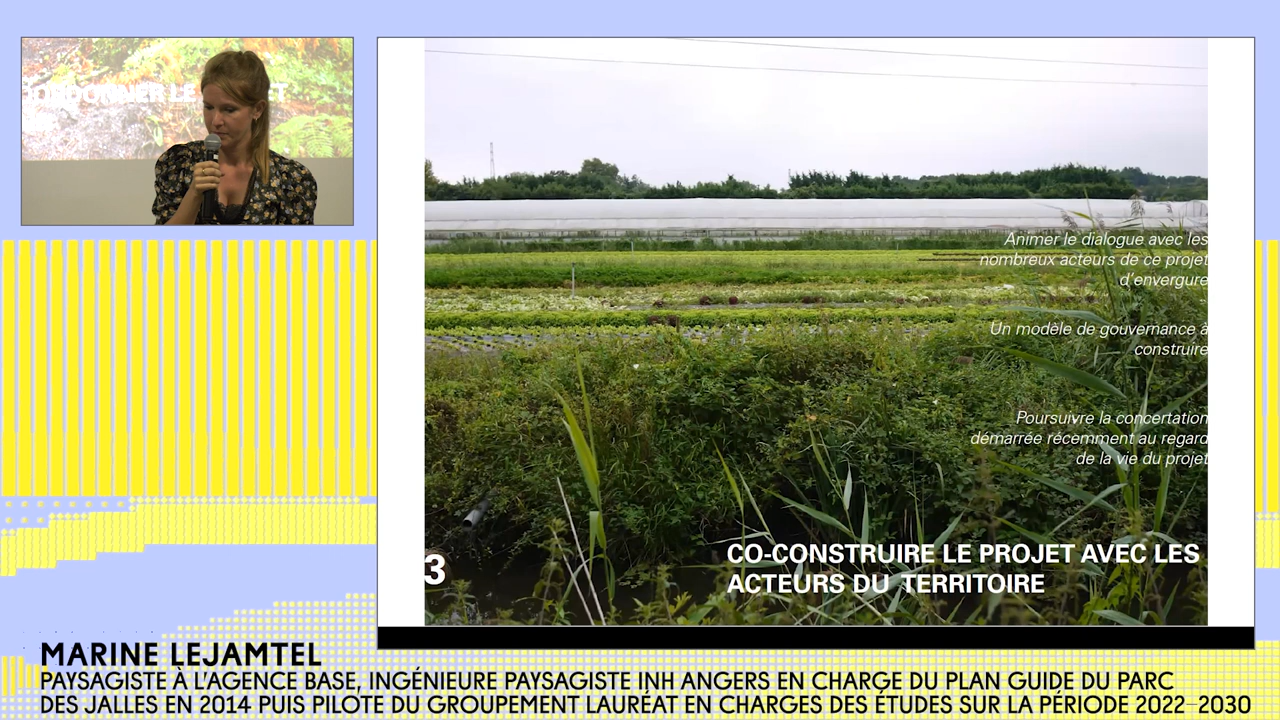 Animer le dialogue avec les
nombreux acteurs de ce projet
d'envergure
Un modèle de gouvernance à
construire
Poursuivre la concertation
démarrée récemment au regard
de la vie du projet
3
CO-CONSTRUIRE LE PROJET AVEC LES
ACTEURS DU TERRITOIRE
MARINE LEJAMTEL
PAYSAGISTE À L'AGENCE BASE, INGÉNIEURE PAYSAGISTE INH ANGERS EN CHARGE DU PLAN GUIDE DU PARC
DES JALLES EN 2014 PUIS PILOTE DU GROUPEMENT LAURÉAT EN CHARGES DES ÉTUDES SUR LA PÉRIODE 2022-2030